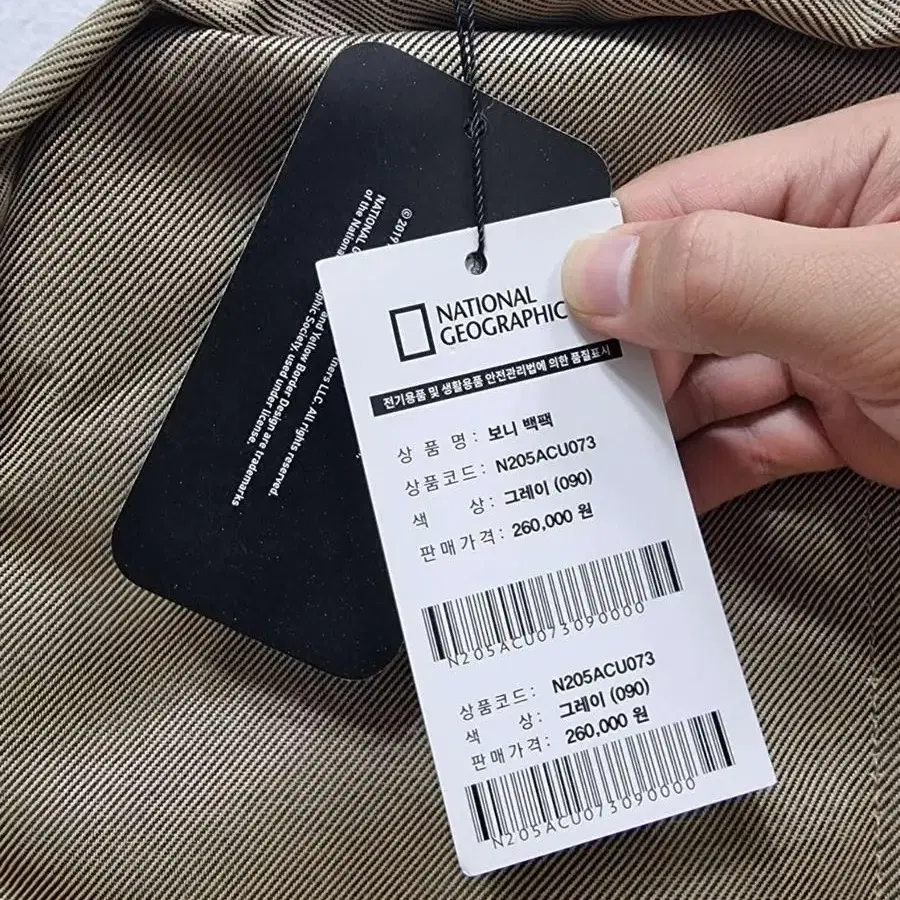 © 2019
NATIONAL
and Yellow Border Design are trademarks
of the National
phic Society, used under license.
ners LLC. All rights reserved.
NATIONAL
GEOGRAPHIC
전기용품 및 생활용품 안전관리법에 의한 품질표시
상 품 명 : 보니 백팩
상품코드 : N205ACU073
색 상 : 그레이 (090)
판매가격 : 260,000 원
N205ACU073090000
상품코드 : N205ACU073
색 상 : 그레이 (090)
판매가격 : 260,000 원
N205ACU073090000